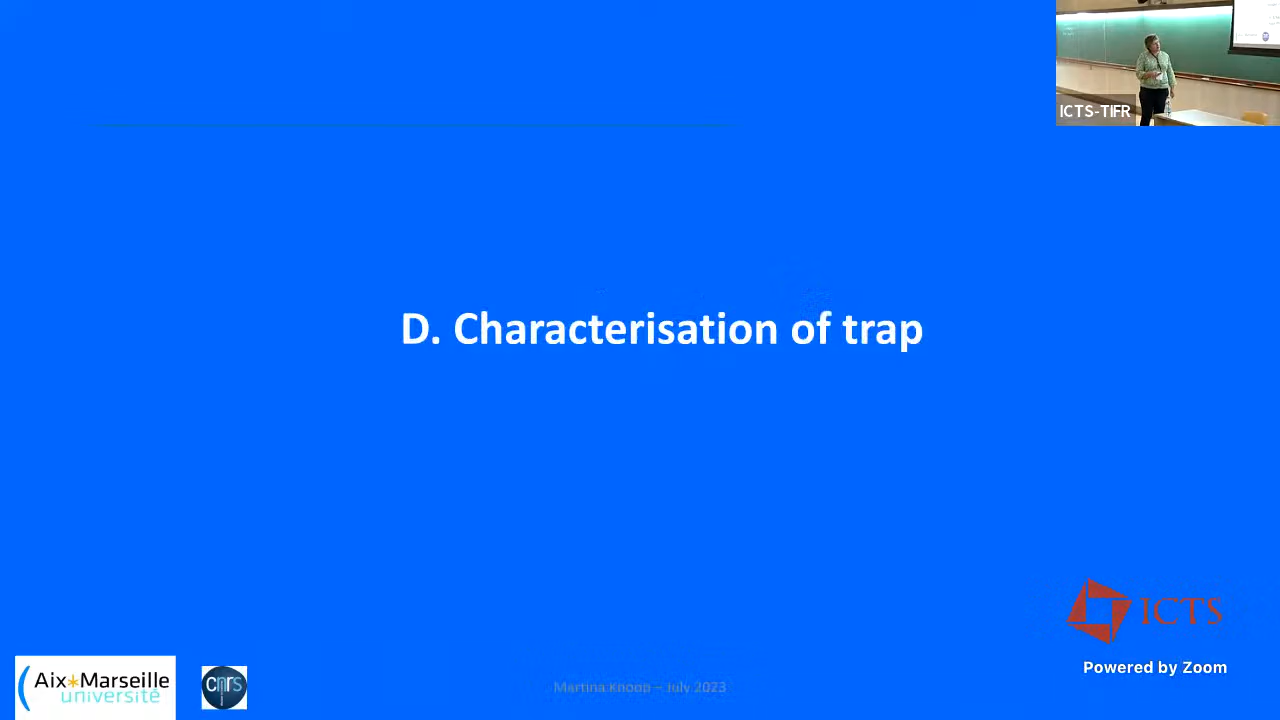 ICTS-TIFR
D. Characterisation of trap
ICTS
Powered by Zoom
Aix*Marseille
université
cnrs
Martina Knoop – July 2023